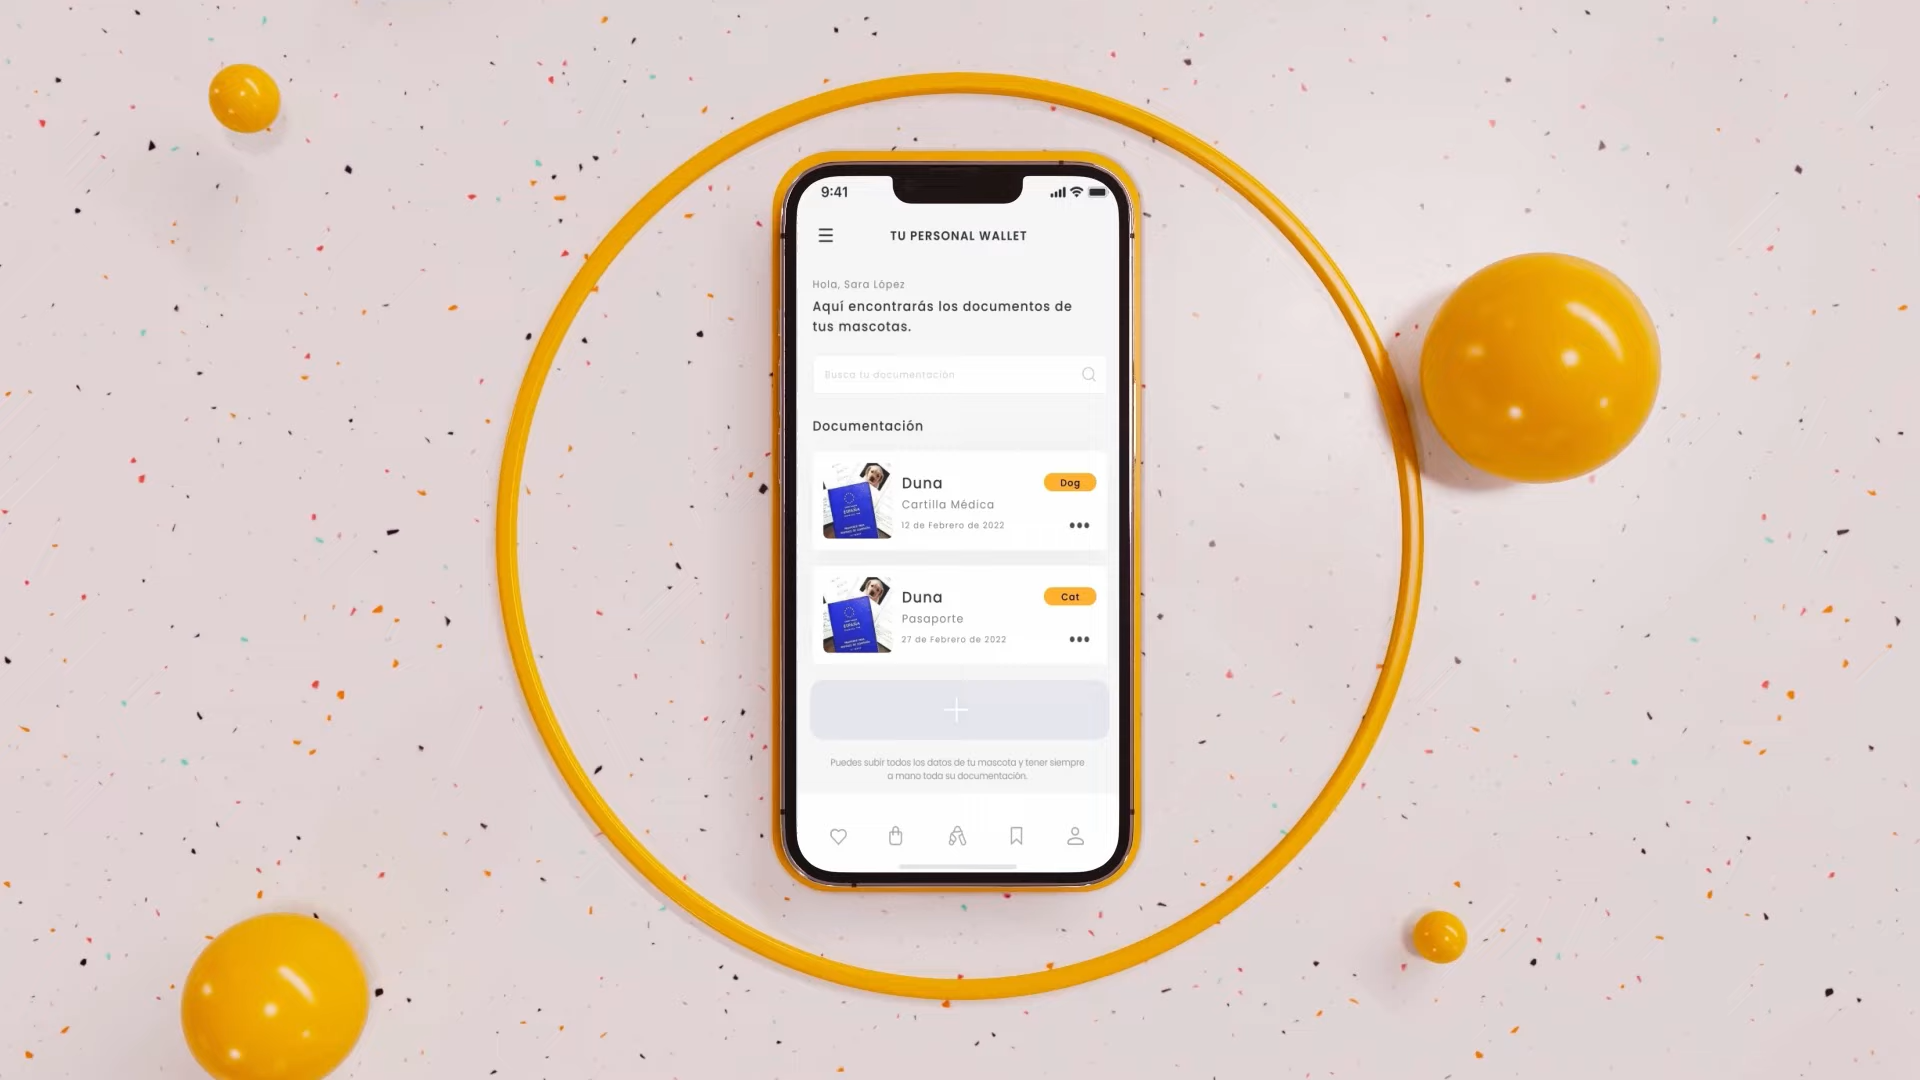 9:41
TU PERSONAL WALLET
Hola, Sara López
Aquí encontrarás los documentos de
tus mascotas.
Busca tu documentación
Documentación
Duna
Dog
Cartilla Médica
12 de Febrero de 2022
ESPAÑA
Duna
Cat
Pasaporte
27 de Febrero de 2022
ESPAÑA
Puedes subir todos los datos de tu mascota y tener siempre
a mano toda su documentación.